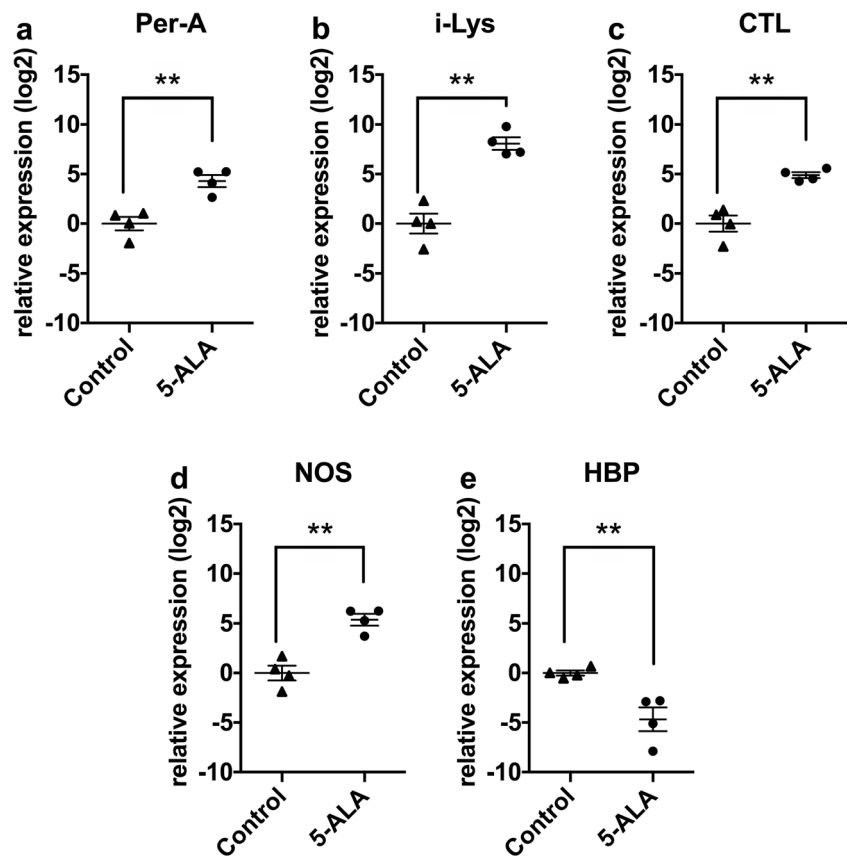 a
Per-A
relative expression (log2)
15
10
5
0
-5
-10
**
Control
5-ALA
b
i-Lys
relative expression (log2)
15
10
5
0
-5
-10
**
Control
5-ALA
c
CTL
relative expression (log2)
15
10
5
0
-5
-10
**
Control
5-ALA
d
NOS
relative expression (log2)
15
10
5
0
-5
-10
**
Control
5-ALA
e
HBP
relative expression (log2)
15
10
5
0
-5
-10
**
Control
5-ALA